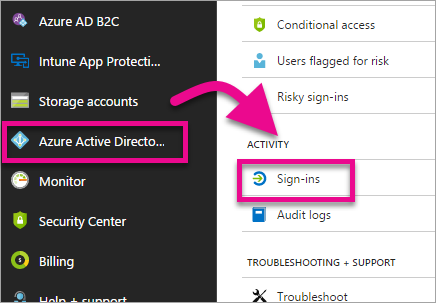 Azure AD B2C
Intune App Protecti...
Storage accounts
Azure Active Directo...
Monitor
Security Center
Billing
Help + support
Conditional access
Users flagged for risk
Risky sign-ins
ACTIVITY
Sign-ins
Audit logs
TROUBLESHOOTING + SUPPORT
Troubleshoot